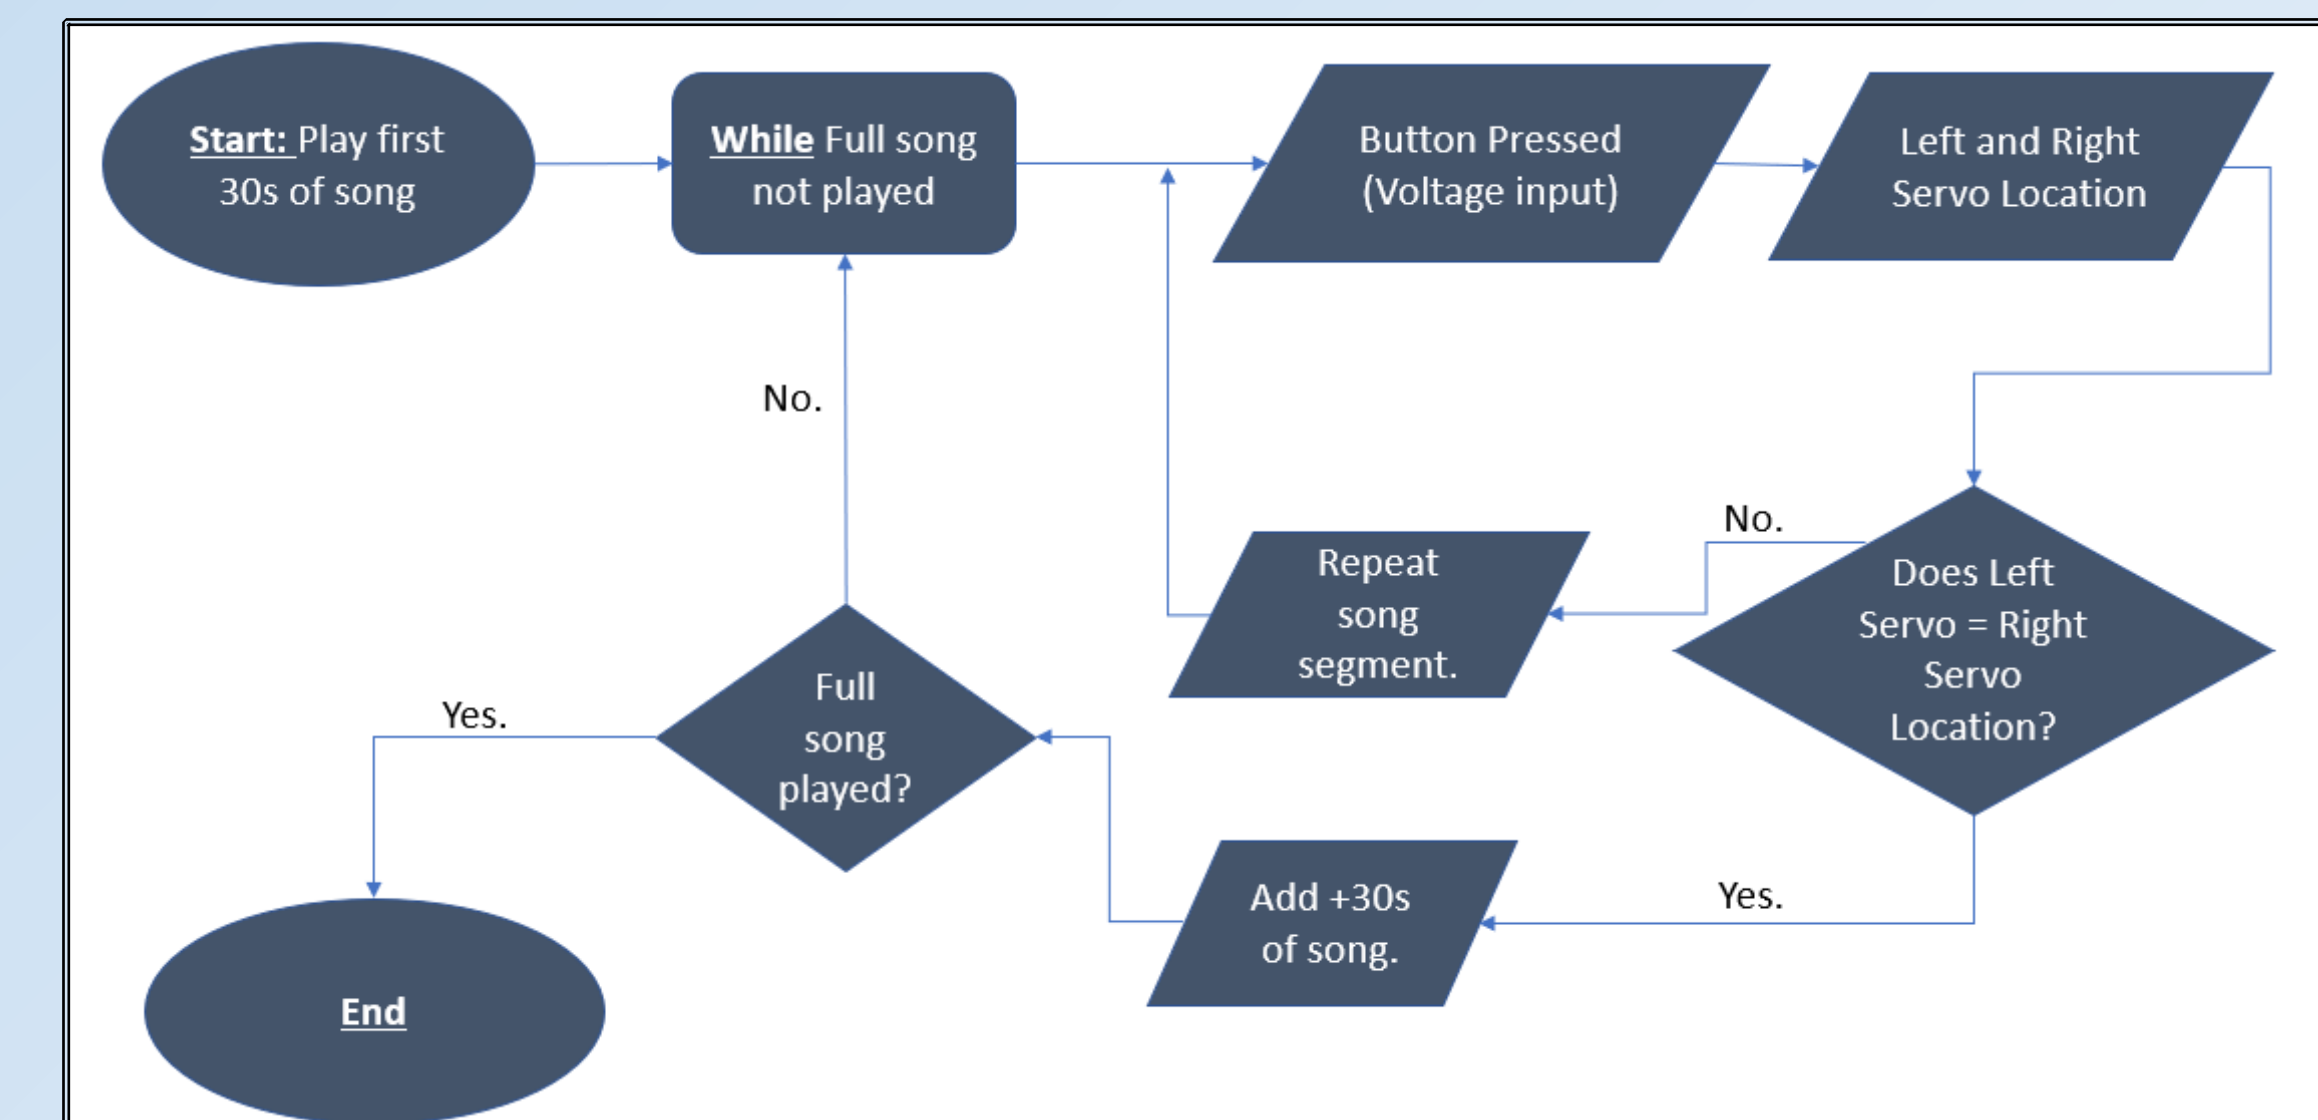 Start: Play first
30s of song
While Full song
not played
Button Pressed
(Voltage input)
Left and Right
Servo Location
No.
No.
Repeat
song
segment.
Does Left
Servo = Right
Servo
Location?
Full
song
played?
Yes.
Add +30s
of song.
Yes.
End